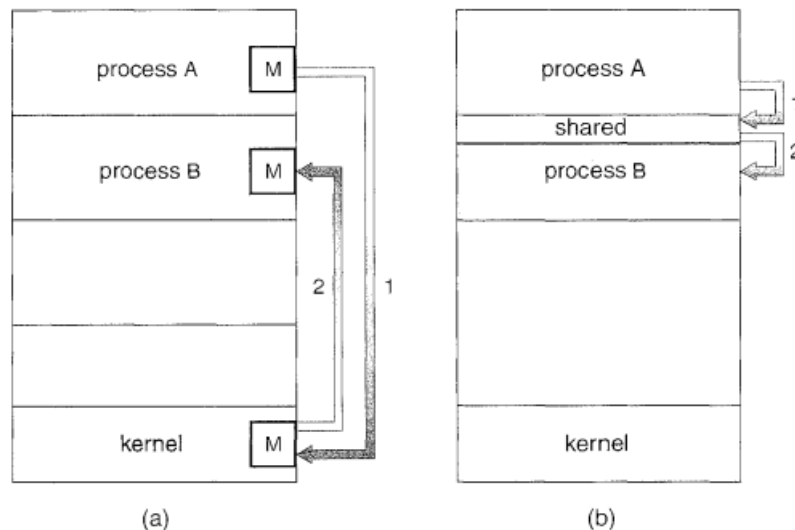 process A
M
process B
M
2
1
kernel
M
(a)
process A
1
shared
2
process B
kernel
(b)